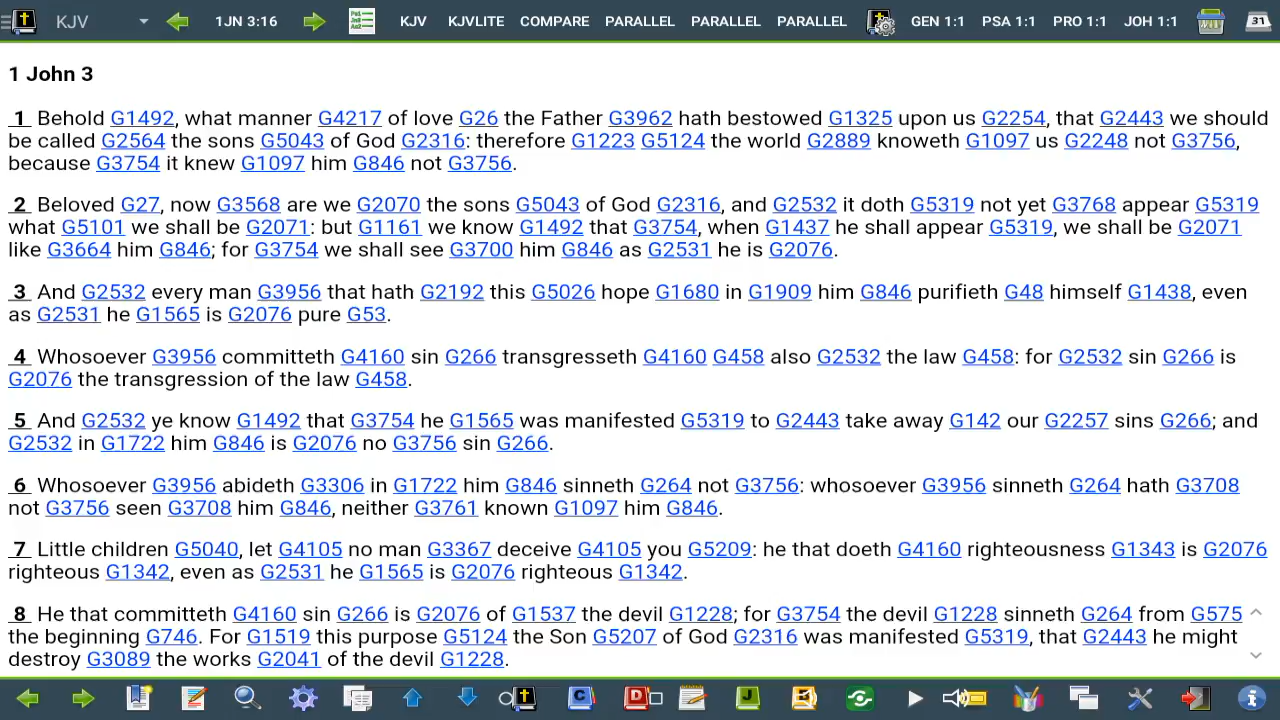 KJV 1JN 3:16 KJV KJVLITE COMPARE PARALLEL PARALLEL PARALLEL GEN 1:1 PSA 1:1 PRO 1:1 JOH 1:1 31
1 John 3
1 Behold G1492, what manner G4217 of love G26 the Father G3962 hath bestowed G1325 upon us G2254, that G2443 we should
be called G2564 the sons G5043 of God G2316: therefore G1223 G5124 the world G2889 knoweth G1097 us G2248 not G3756,
because G3754 it knew G1097 him G846 not G3756.
2 Beloved G27, now G3568 are we G2070 the sons G5043 of God G2316, and G2532 it doth G5319 not yet G3768 appear G5319
what G5101 we shall be G2071: but G1161 we know G1492 that G3754, when G1437 he shall appear G5319, we shall be G2071
like G3664 him G846; for G3754 we shall see G3700 him G846 as G2531 he is G2076.
3 And G2532 every man G3956 that hath G2192 this G5026 hope G1680 in G1909 him G846 purifieth G48 himself G1438, even
as G2531 he G1565 is G2076 pure G53.
4 Whosoever G3956 committeth G4160 sin G266 transgresseth G4160 G458 also G2532 the law G458: for G2532 sin G266 is
G2076 the transgression of the law G458.
5 And G2532 ye know G1492 that G3754 he G1565 was manifested G5319 to G2443 take away G142 our G2257 sins G266; and
G2532 in G1722 him G846 is G2076 no G3756 sin G266.
6 Whosoever G3956 abideth G3306 in G1722 him G846 sinneth G264 not G3756: whosoever G3956 sinneth G264 hath G3708
not G3756 seen G3708 him G846, neither G3761 known G1097 him G846.
7 Little children G5040, let G4105 no man G3367 deceive G4105 you G5209: he that doeth G4160 righteousness G1343 is G2076
righteous G1342, even as G2531 he G1565 is G2076 righteous G1342.
8 He that committeth G4160 sin G266 is G2076 of G1537 the devil G1228; for G3754 the devil G1228 sinneth G264 from G575
the beginning G746. For G1519 this purpose G5124 the Son G5207 of God G2316 was manifested G5319, that G2443 he might
destroy G3089 the works G2041 of the devil G1228.
C D J